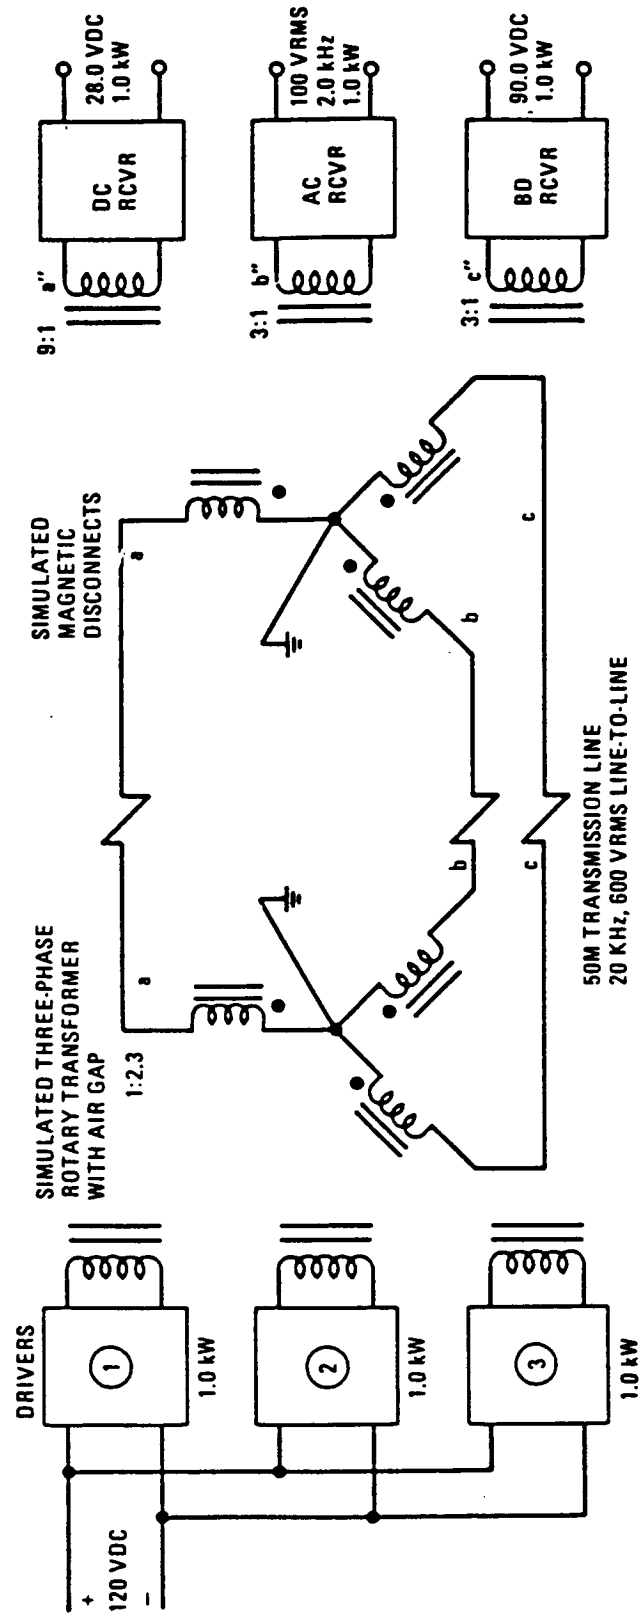 DRIVERS
+
120 VDC
−
1
1.0 kW
2
1.0 kW
3
1.0 kW
SIMULATED THREE-PHASE
ROTARY TRANSFORMER
WITH AIR GAP
1:2.3
a
b
c
SIMULATED
MAGNETIC
DISCONNECTS
a
b
c
50M TRANSMISSION LINE
20 KHz, 600 VRMS LINE-TO-LINE
9:1
a"
DC
RCVR
28.0 VDC
1.0 kW
3:1
b"
AC
RCVR
100 VRMS
2.0 kHz
1.0 kW
3:1
c"
BD
RCVR
90.0 VDC
1.0 kW